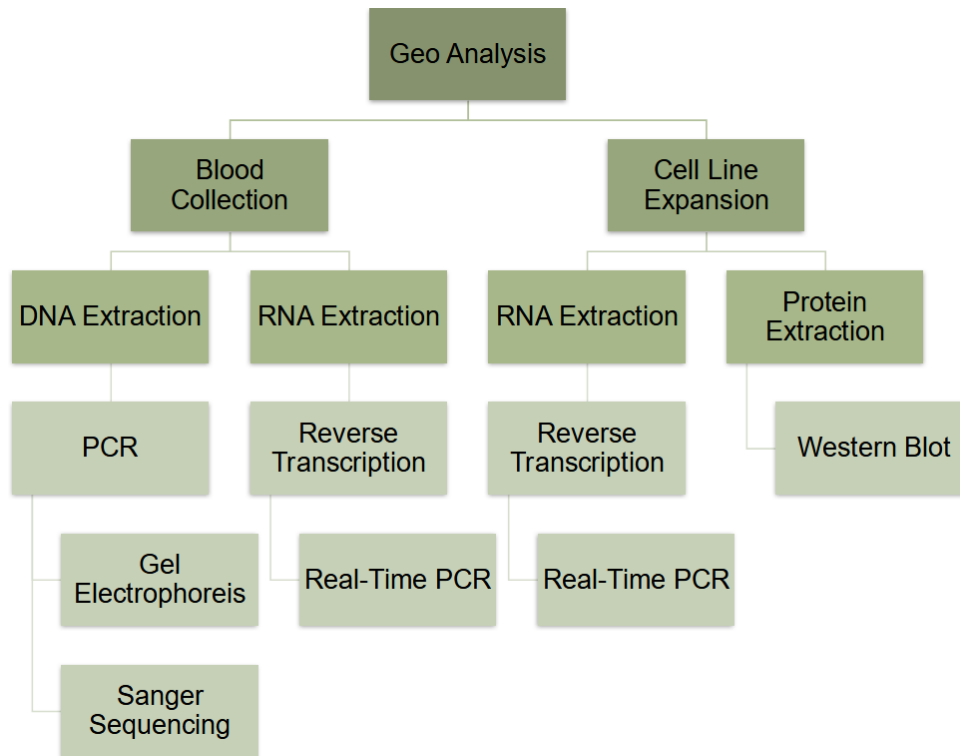 Geo Analysis
Blood
Collection
Cell Line
Expansion
DNA Extraction
RNA Extraction
RNA Extraction
Protein
Extraction
PCR
Reverse
Transcription
Reverse
Transcription
Western Blot
Gel
Electrophoreis
Real-Time PCR
Real-Time PCR
Sanger
Sequencing